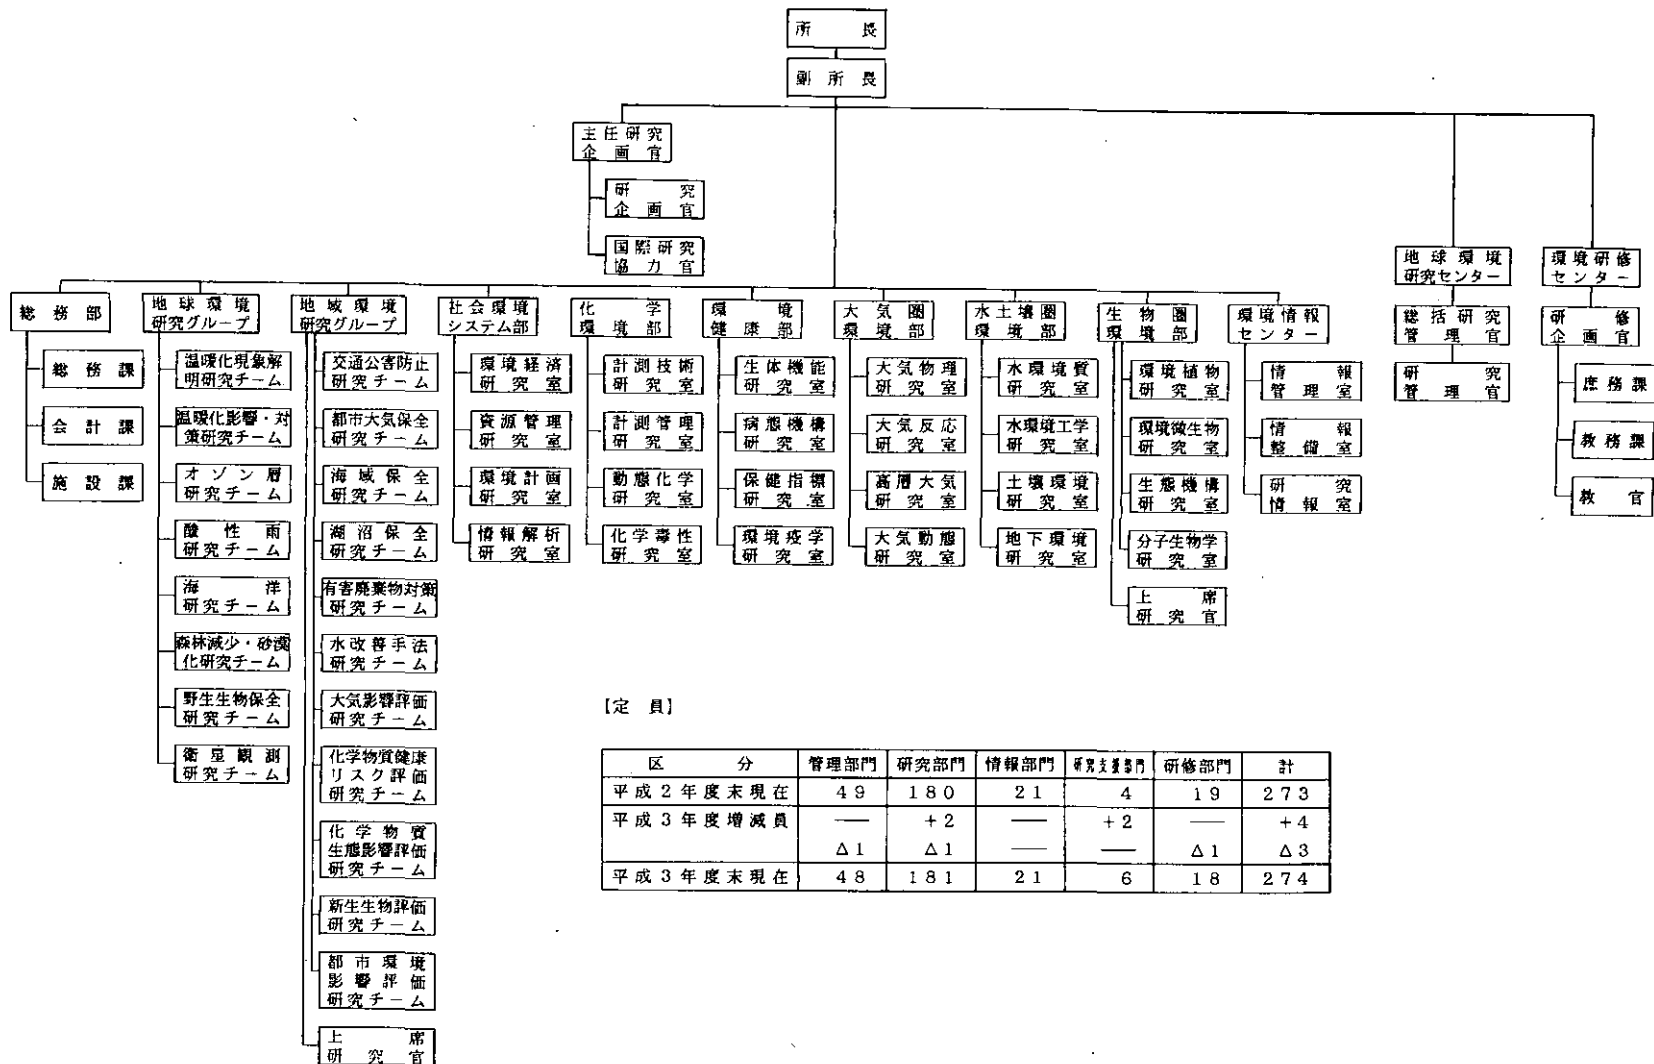 所長
副所長
主任研究
企画官
研究
企画官
国際研究
協力官
地球環境
研究センター
環境研修
センター
総務部
地球環境
研究グループ
地域環境
研究グループ
社会環境
システム部
化学
環境部
環境
健康部
大気圏
環境部
水土壌圏
環境部
生物圏
環境部
環境情報
センター
総括研究
管理官
研修
企画官
総務課
会計課
施設課
温暖化現象解
明研究チーム
温暖化影響・対
策研究チーム
オゾン層
研究チーム
酸性雨
研究チーム
海洋
研究チーム
森林減少・砂漠
化研究チーム
野生生物保全
研究チーム
衛星観測
研究チーム
交通公害防止
研究チーム
都市大気保全
研究チーム
海域保全
研究チーム
湖沼保全
研究チーム
有害廃棄物対策
研究チーム
水改善手法
研究チーム
大気影響評価
研究チーム
化学物質健康
リスク評価
研究チーム
化学物質
生態影響評価
研究チーム
新生生物評価
研究チーム
都市環境
影響評価
研究チーム
上席
研究官
環境経済
研究室
資源管理
研究室
環境計画
研究室
情報解析
研究室
計測技術
研究室
計測管理
研究室
動態化学
研究室
化学毒性
研究室
生体機能
研究室
病態機構
研究室
保健指標
研究室
環境疫学
研究室
大気物理
研究室
大気反応
研究室
高層大気
研究室
大気動態
研究室
水環境質
研究室
水環境工学
研究室
土壌環境
研究室
地下環境
研究室
環境植物
研究室
環境微生物
研究室
生態機構
研究室
分子生物学
研究室
上席
研究官
情報
管理室
情報
整備室
研究
情報室
研究
管理官
庶務課
教務課
教官
【定員】
区分 管理部門 研究部門 情報部門 研究支援部門 研修部門 計
平成2年度末現在 49 180 21 4 19 273
平成3年度増減員 — +2 — +2 — +4
△1 △1 — — △1 △3
平成3年度末現在 48 181 21 6 18 274